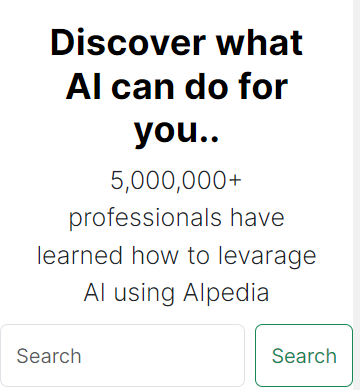 Discover what
AI can do for
you..
5,000,000+
professionals have
learned how to levarage
AI using AIpedia
Search
Search